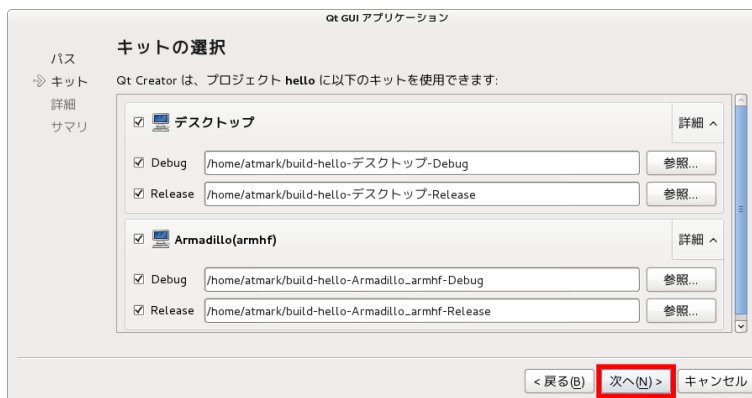 Qt GUI アプリケーション
パス
キット
詳細
サマリ
キットの選択
Qt Creator は、プロジェクト hello に以下のキットを使用できます:
デスクトップ 詳細
Debug /home/atmark/build-hello-デスクトップ-Debug 参照...
Release /home/atmark/build-hello-デスクトップ-Release 参照...
Armadillo(armhf) 詳細
Debug /home/atmark/build-hello-Armadillo_armhf-Debug 参照...
Release /home/atmark/build-hello-Armadillo_armhf-Release 参照...
< 戻る(B) 次へ(N) > キャンセル